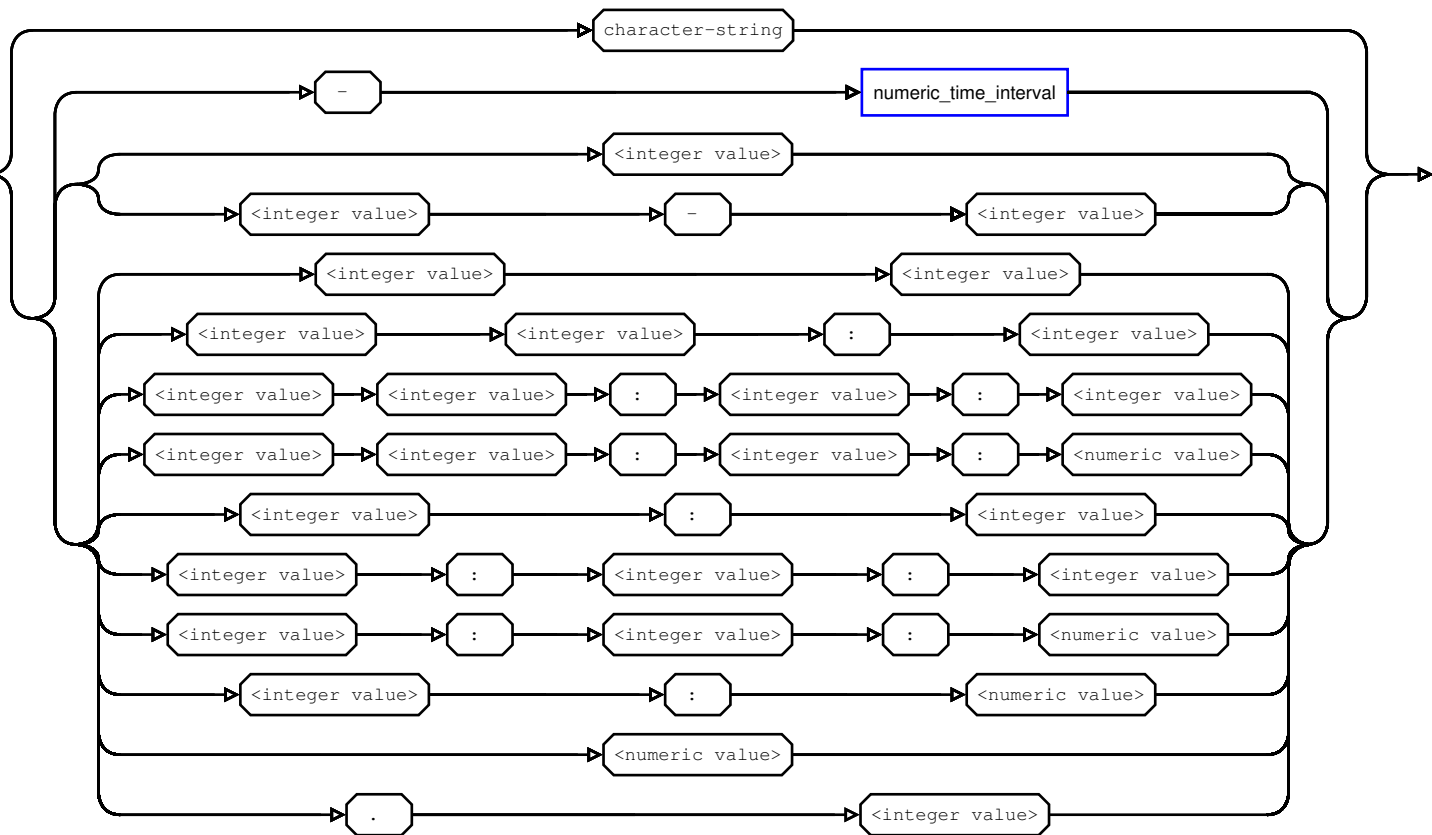 character-string
- numeric_time_interval
<integer value>
<integer value> - <integer value>
<integer value> <integer value>
<integer value> <integer value> : <integer value>
<integer value> <integer value> : <integer value> : <integer value>
<integer value> <integer value> : <integer value> : <numeric value>
<integer value> : <integer value>
<integer value> : <integer value> : <integer value>
<integer value> : <integer value> : <numeric value>
<integer value> : <numeric value>
<numeric value>
. <integer value>